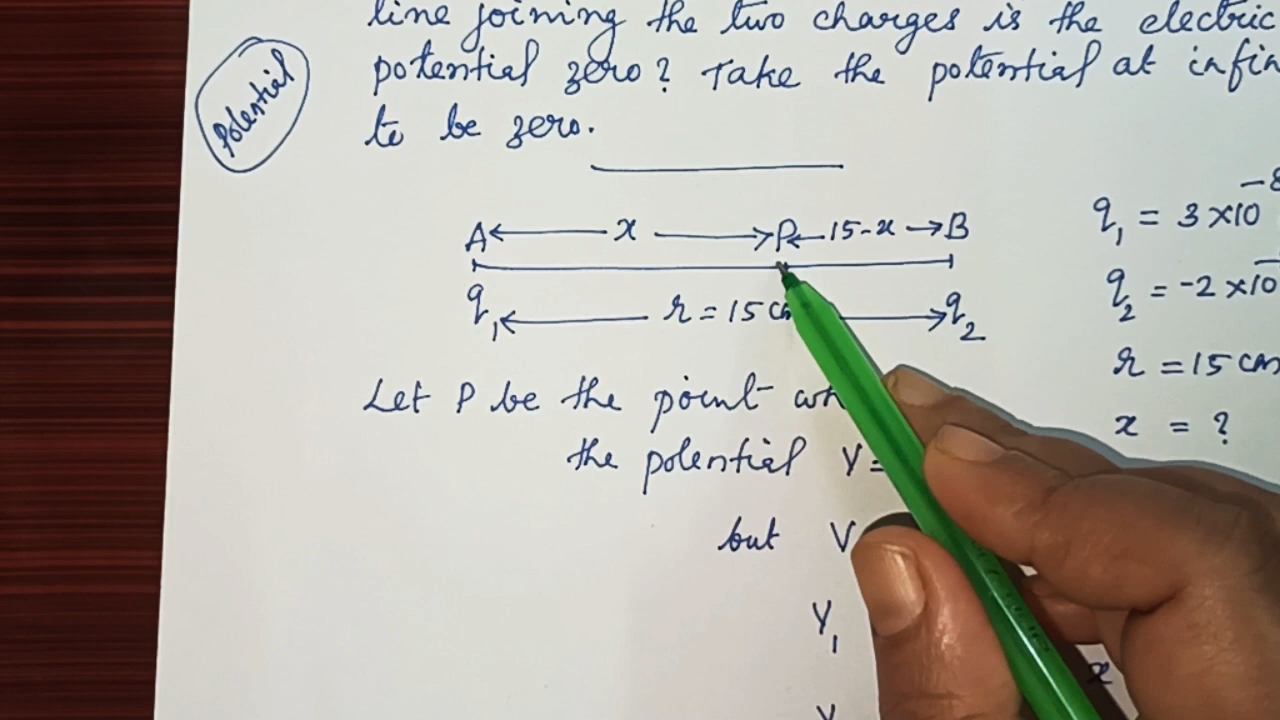 line joining the two charges is the electric
potential zero? Take the potential at
to be zero.
Potential
A x P 15-x B
q1 r = 15 q2
q1 = 3×10^-8
q2 = -2×10
r = 15 cm
x = ?
Let P be the point
the potential V=
but V
V1
x
V